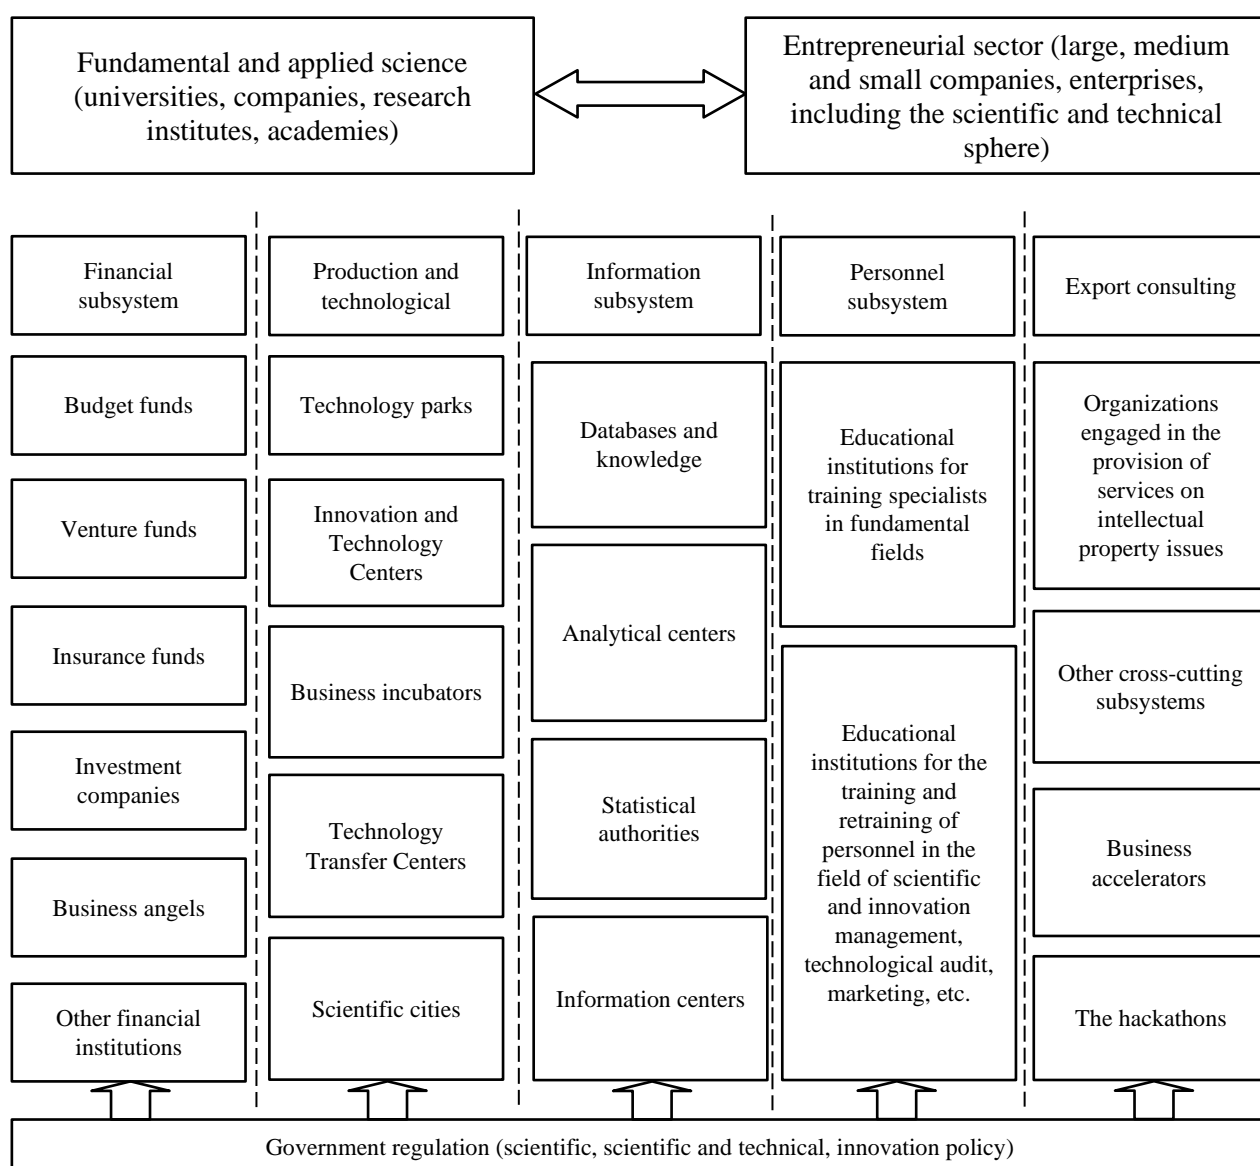 Fundamental and applied science
(universities, companies, research
institutes, academies)
Entrepreneurial sector (large, medium
and small companies, enterprises,
including the scientific and technical
sphere)
Financial
subsystem
Production and
technological
Information
subsystem
Personnel
subsystem
Export consulting
Budget funds
Venture funds
Insurance funds
Investment
companies
Business angels
Other financial
institutions
Technology parks
Innovation and
Technology
Centers
Business incubators
Technology
Transfer Centers
Scientific cities
Databases and
knowledge
Analytical centers
Statistical
authorities
Information centers
Educational
institutions for
training specialists
in fundamental
fields
Educational
institutions for the
training and
retraining of
personnel in the
field of scientific
and innovation
management,
technological audit,
marketing, etc.
Organizations
engaged in the
provision of
services on
intellectual
property issues
Other cross-cutting
subsystems
Business
accelerators
The hackathons
Government regulation (scientific, scientific and technical, innovation policy)